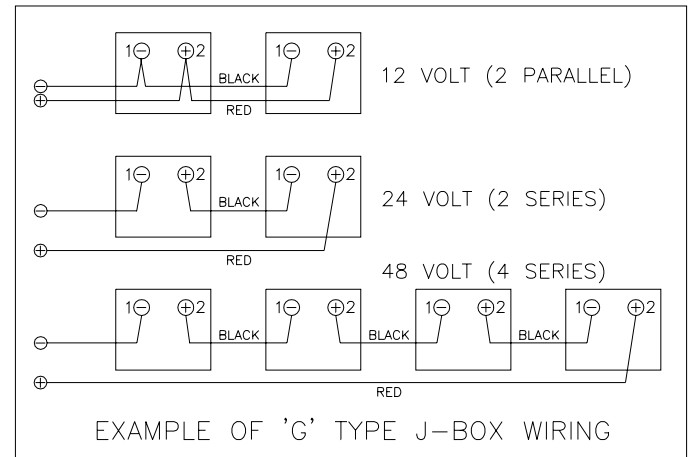 1⊖ ⊕2 1⊖ ⊕2
12 VOLT (2 PARALLEL)
⊖ BLACK
⊕ RED
1⊖ ⊕2 1⊖ ⊕2
24 VOLT (2 SERIES)
⊖ BLACK
⊕ RED
48 VOLT (4 SERIES)
1⊖ ⊕2 1⊖ ⊕2 1⊖ ⊕2 1⊖ ⊕2
⊖ BLACK BLACK BLACK
⊕ RED
EXAMPLE OF 'G' TYPE J-BOX WIRING